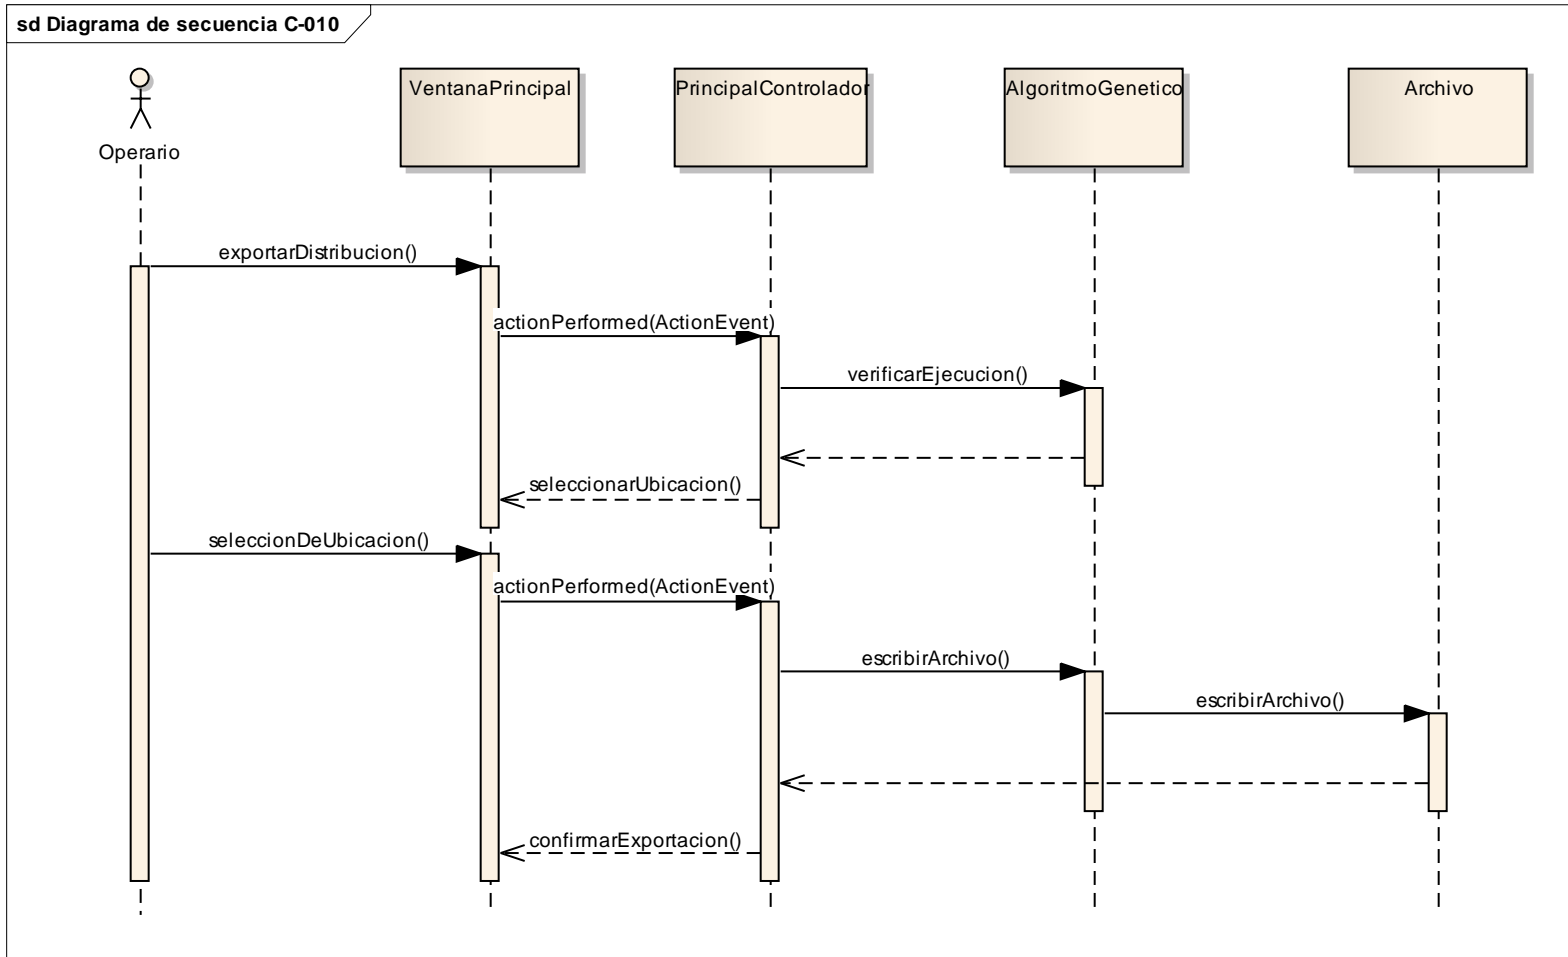 sd Diagrama de secuencia C-010
Operario
VentanaPrincipal
PrincipalControlador
AlgoritmoGenetico
Archivo
exportarDistribucion()
actionPerformed(ActionEvent)
verificarEjecucion()
seleccionarUbicacion()
seleccionDeUbicacion()
actionPerformed(ActionEvent)
escribirArchivo()
escribirArchivo()
confirmarExportacion()